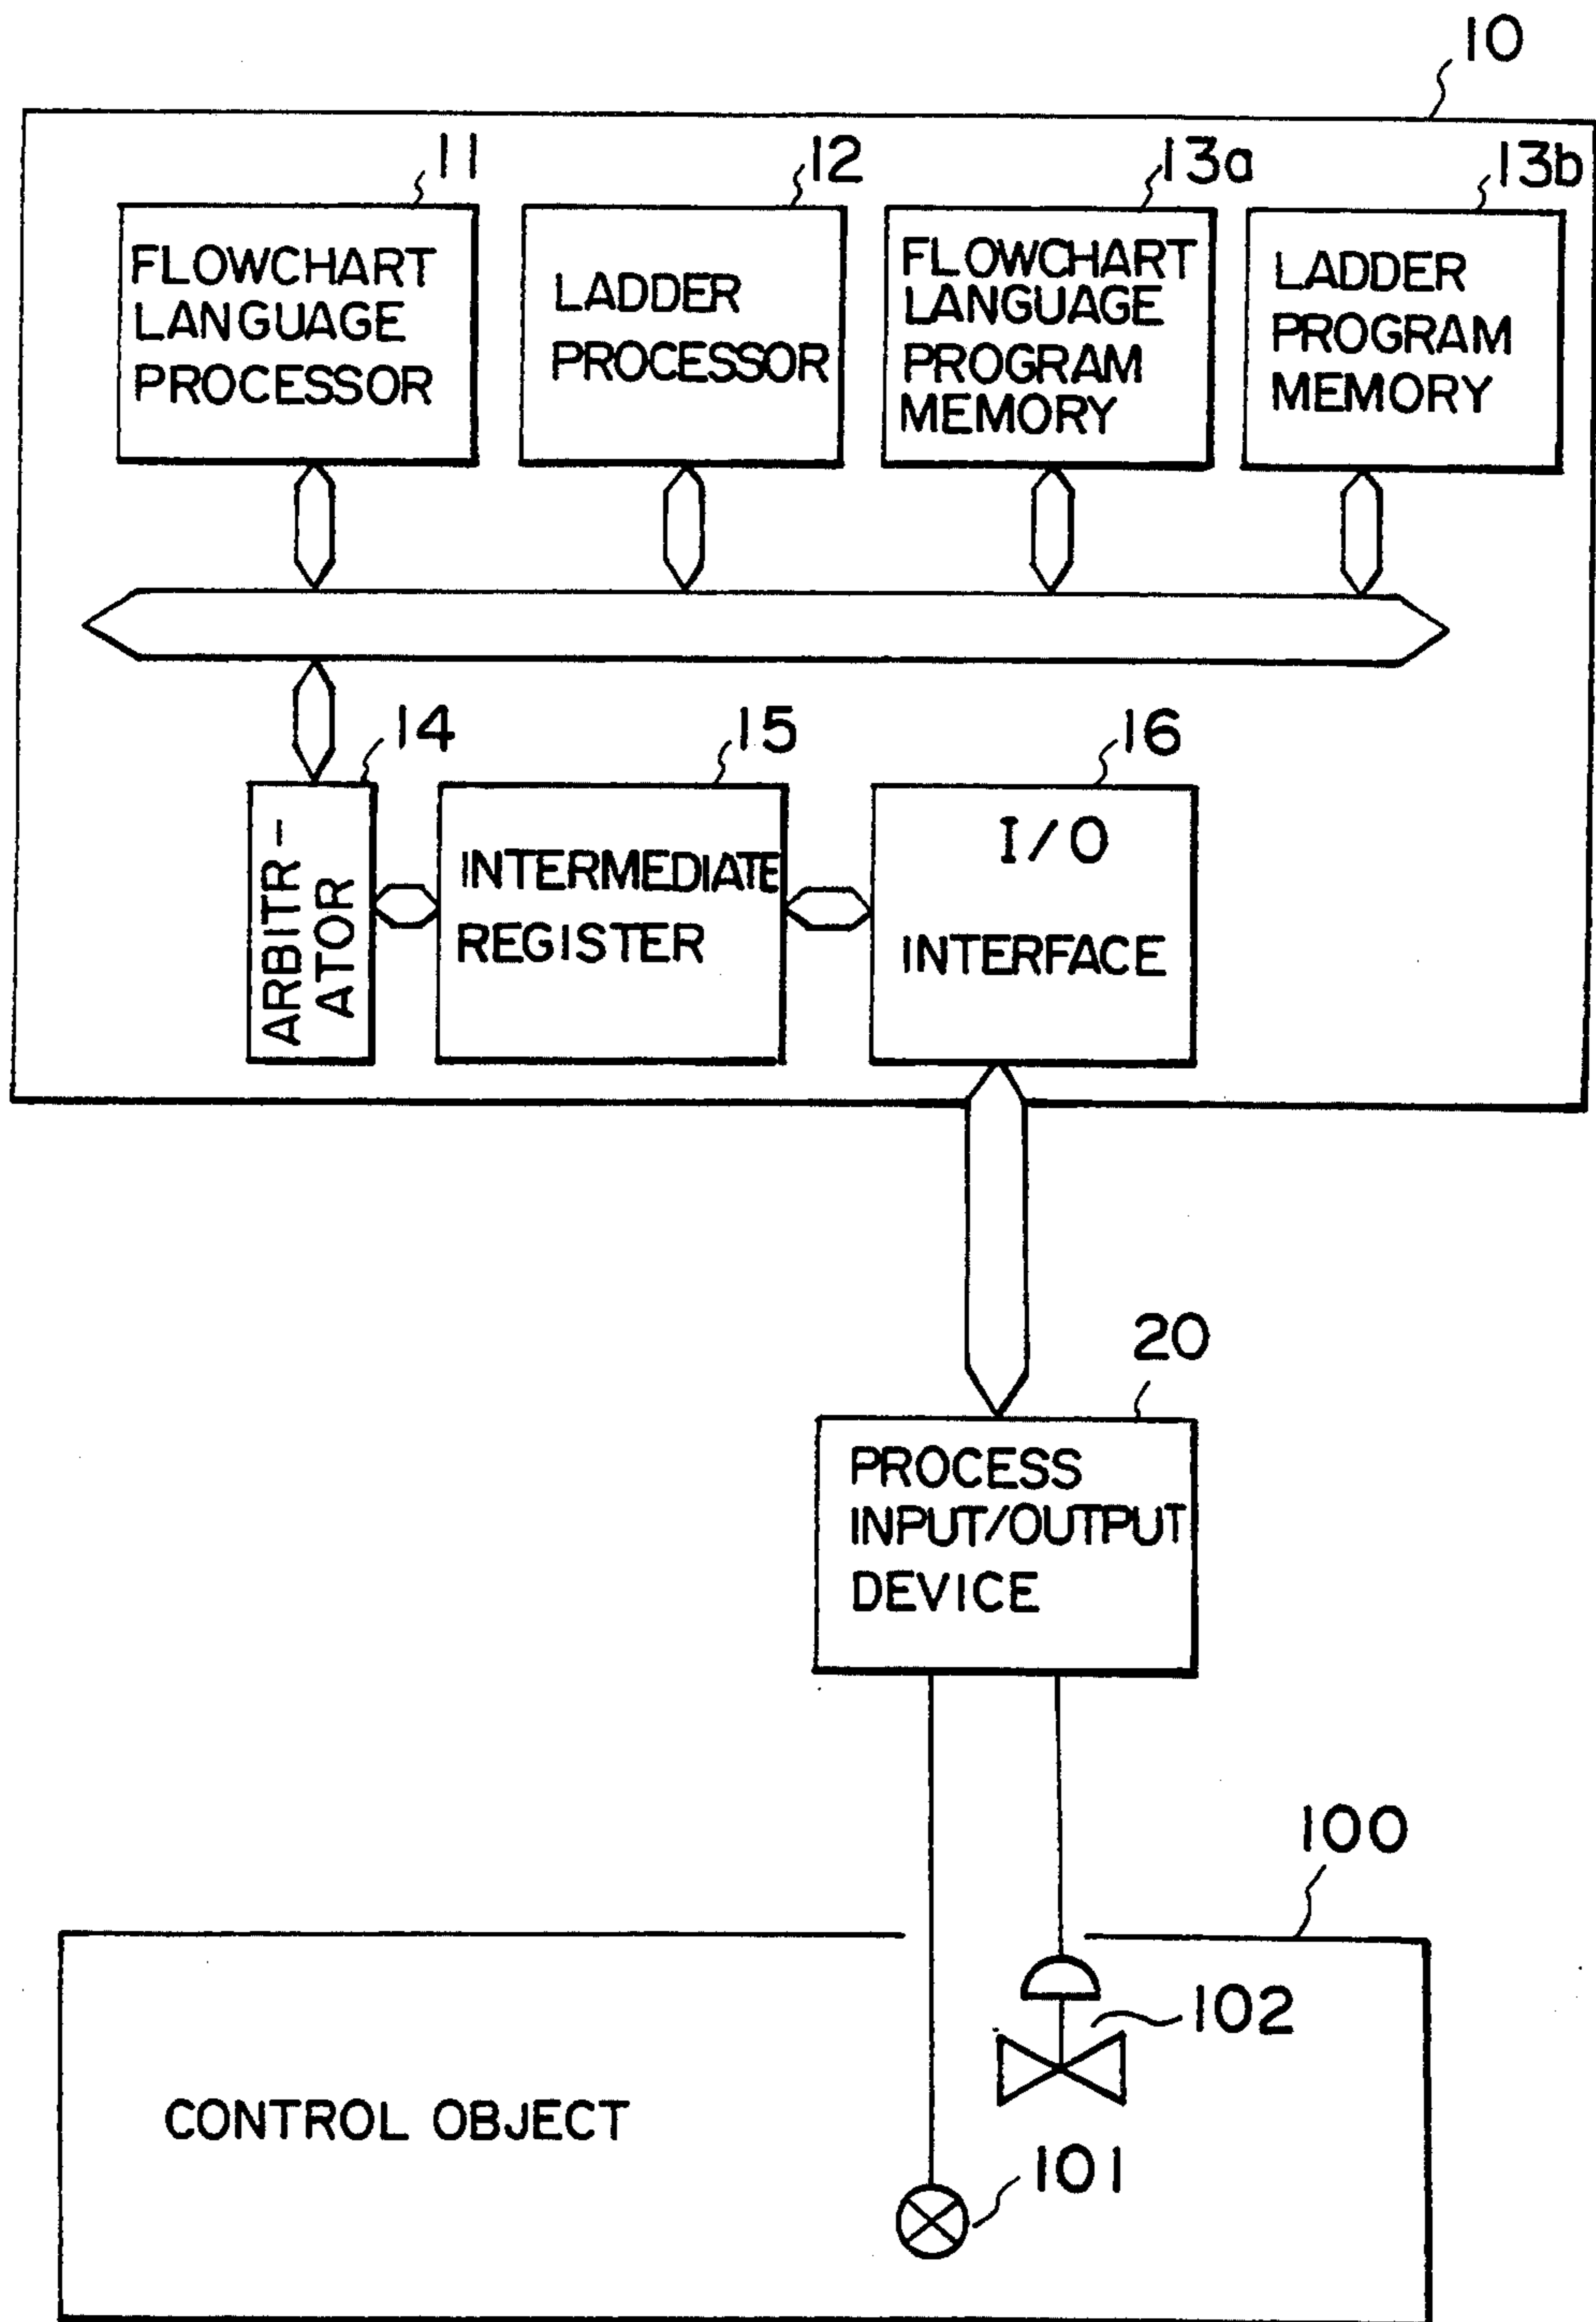 10
11
12
13a
13b
FLOWCHART
LANGUAGE
PROCESSOR
LADDER
PROCESSOR
FLOWCHART
LANGUAGE
PROGRAM
MEMORY
LADDER
PROGRAM
MEMORY
14
15
16
ARBITR-
ATOR
INTERMEDIATE
REGISTER
I/O
INTERFACE
20
PROCESS
INPUT/OUTPUT
DEVICE
100
102
CONTROL OBJECT
101